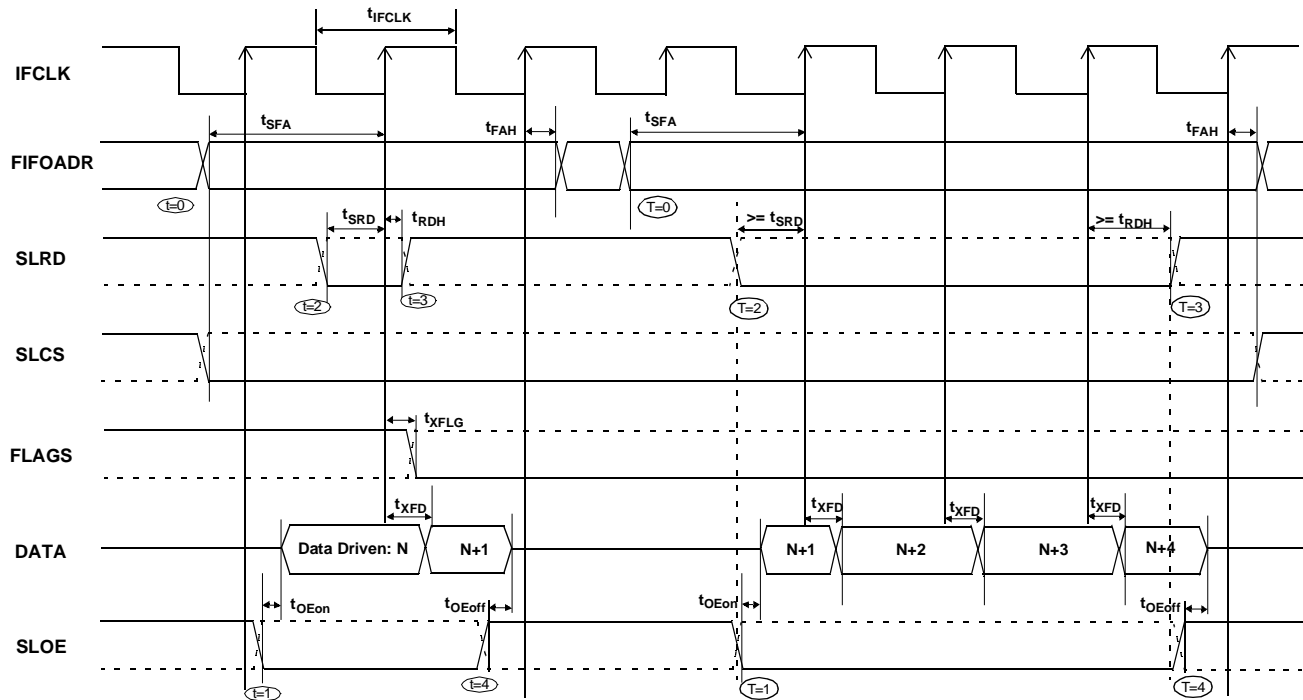 tIFCLK
IFCLK
tSFA
tFAH
tSFA
tFAH
FIFOADR
t=0
T=0
tSRD
tRDH
>= tSRD
>= tRDH
SLRD
t=2
t=3
T=2
T=3
SLCS
tXFLG
FLAGS
tXFD
tXFD
tXFD
tXFD
DATA
Data Driven: N
N+1
N+1
N+2
N+3
N+4
tOEon
tOEoff
tOEon
tOEoff
SLOE
t=1
t=4
T=1
T=4